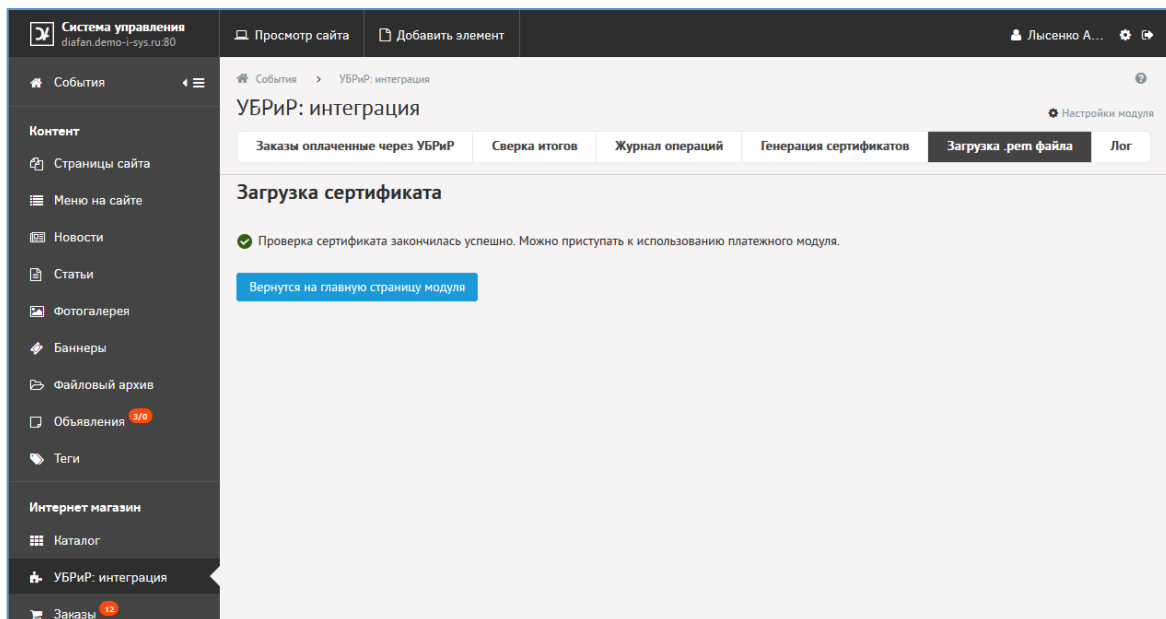 Система управления
diafan.demo-i-sys.ru:80
Просмотр сайта
Добавить элемент
Лысенко А...
События
События > УБРиР: интеграция
УБРиР: интеграция
Настройки модуля
Заказы оплаченные через УБРиР
Сверка итогов
Журнал операций
Генерация сертификатов
Загрузка .pem файла
Лог
Загрузка сертификата
Проверка сертификата закончилась успешно. Можно приступать к использованию платежного модуля.
Вернутся на главную страницу модуля
Контент
Страницы сайта
Меню на сайте
Новости
Статьи
Фотогалерея
Баннеры
Файловый архив
Объявления 3/0
Теги
Интернет магазин
Каталог
УБРиР: интеграция
Заказы 12